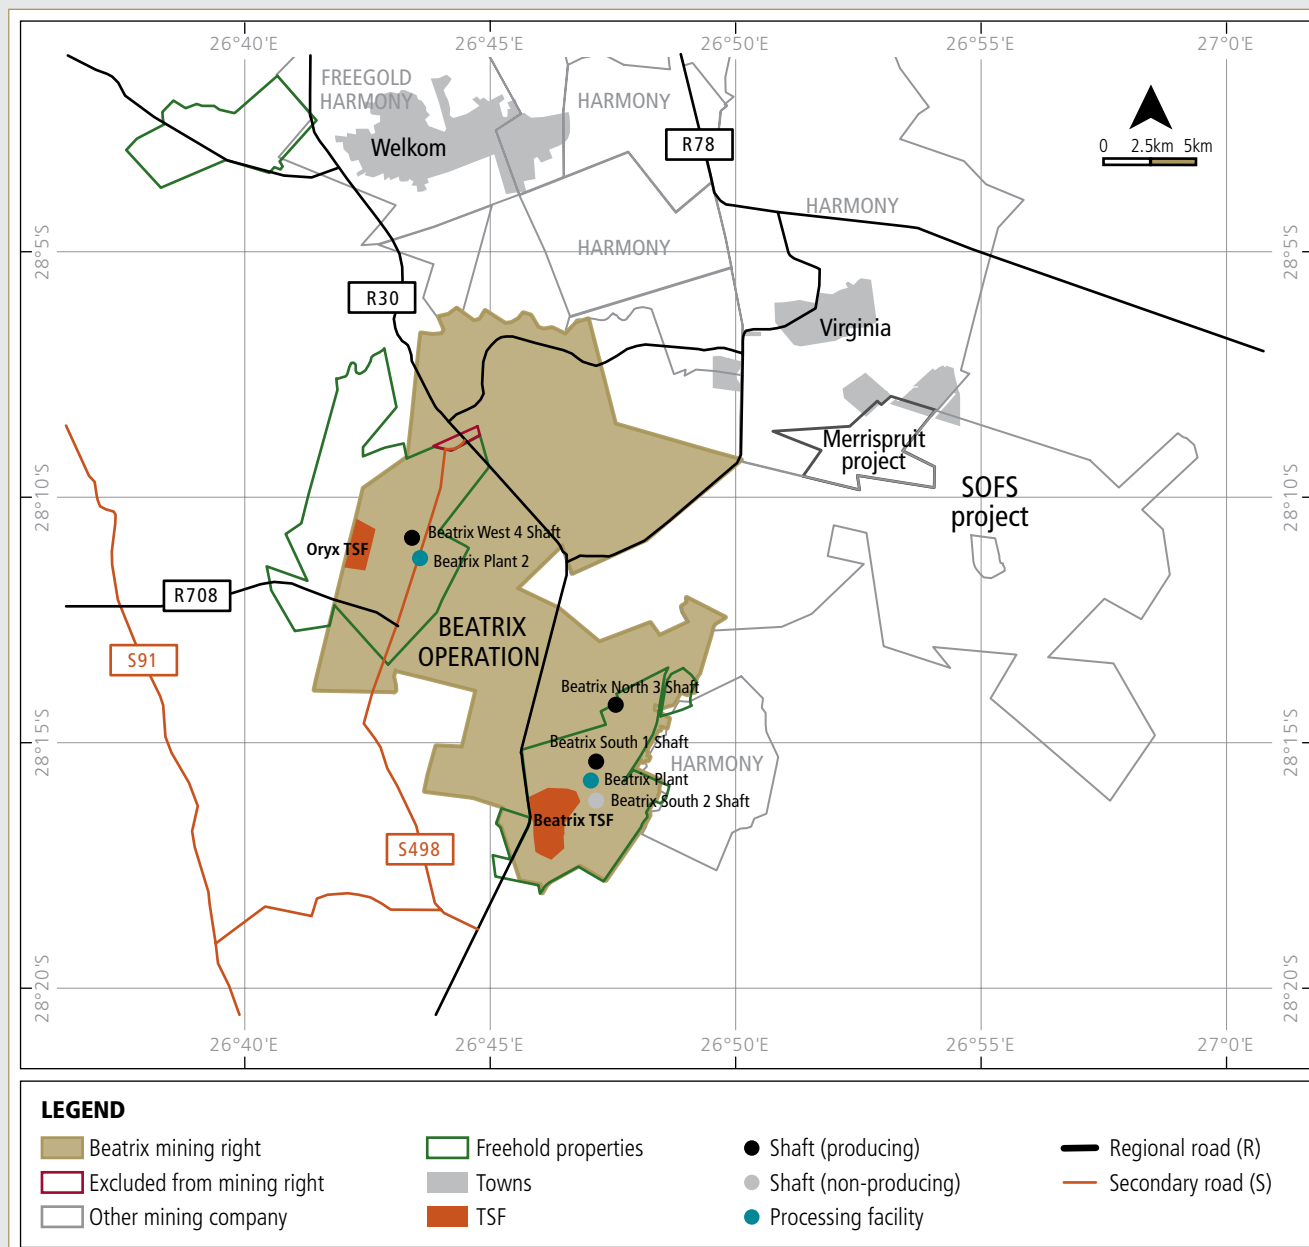 26°40'E
26°45'E
26°50'E
26°55'E
27°0'E
FREEGOLD
HARMONY
HARMONY
Welkom
R78
0 2.5km 5km
HARMONY
HARMONY
28°5'S
28°5'S
R30
Virginia
Merrispruit
project
SOFS
project
28°10'S
28°10'S
Oryx TSF
Beatrix West 4 Shaft
Beatrix Plant 2
R708
BEATRIX
OPERATION
S91
Beatrix North 3 Shaft
28°15'S
28°15'S
Beatrix South 1 Shaft
HARMONY
Beatrix Plant
Beatrix South 2 Shaft
Beatrix TSF
S498
28°20'S
28°20'S
26°40'E
26°45'E
26°50'E
26°55'E
27°0'E
LEGEND
Beatrix mining right
Freehold properties
Shaft (producing)
Regional road (R)
Excluded from mining right
Towns
Shaft (non-producing)
Secondary road (S)
Other mining company
TSF
Processing facility